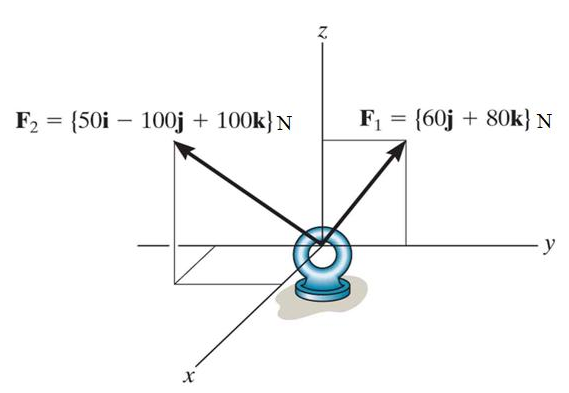 z
F₂ = {50i − 100j + 100k} N
F₁ = {60j + 80k} N
y
x